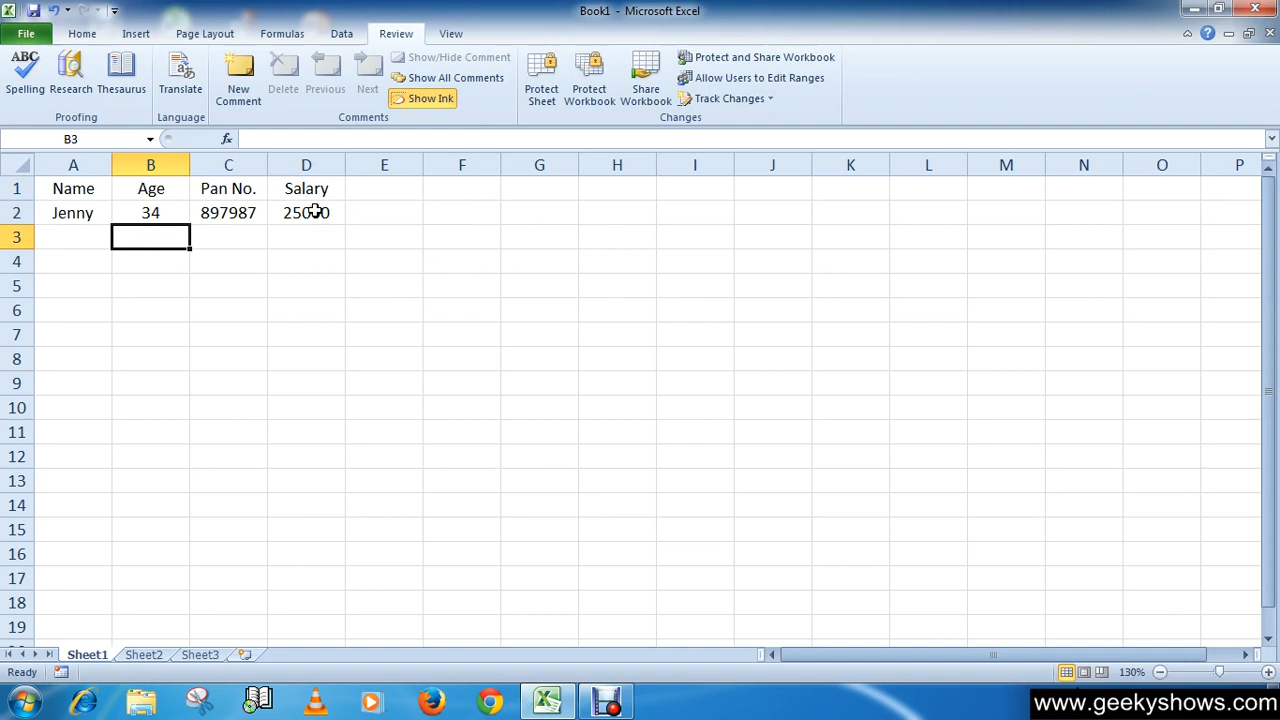 Book1 - Microsoft Excel
File Home Insert Page Layout Formulas Data Review View
ABC
Spelling Research Thesaurus
Proofing
Translate
Language
New Comment
Delete Previous Next
Show/Hide Comment
Show All Comments
Show Ink
Comments
Protect Sheet
Protect Workbook
Share Workbook
Protect and Share Workbook
Allow Users to Edit Ranges
Track Changes
Changes
B3 fx
A B C D E F G H I J K L M N O P
1 Name Age Pan No. Salary
2 Jenny 34 897987
3
4
5
6
7
8
9
10
11
12
13
14
15
16
17
18
19
Sheet1 Sheet2 Sheet3
Ready 130%
www.geekyshows.com